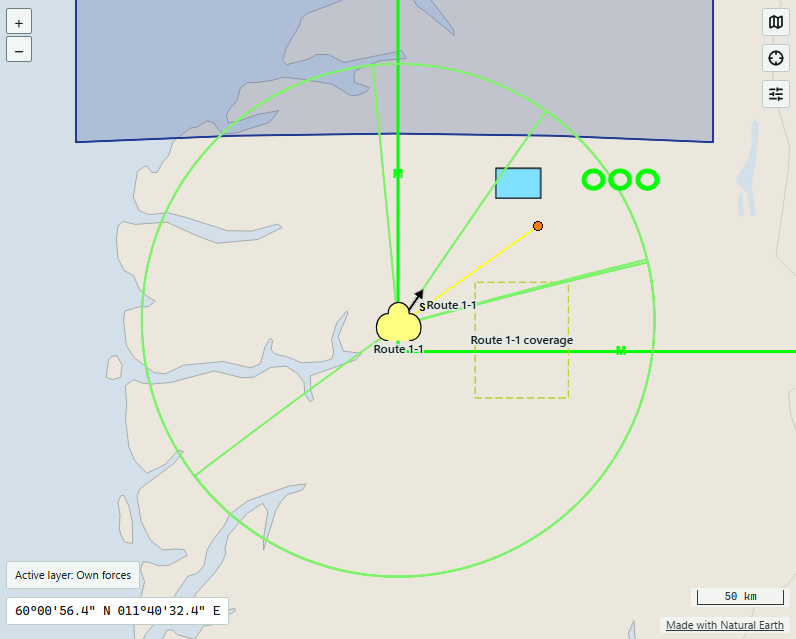 +
−
M
S
Route 1-1
Route 1-1
Route 1-1 coverage
M
Active layer: Own forces
60°00'56.4" N 011°40'32.4" E
50 km
Made with Natural Earth